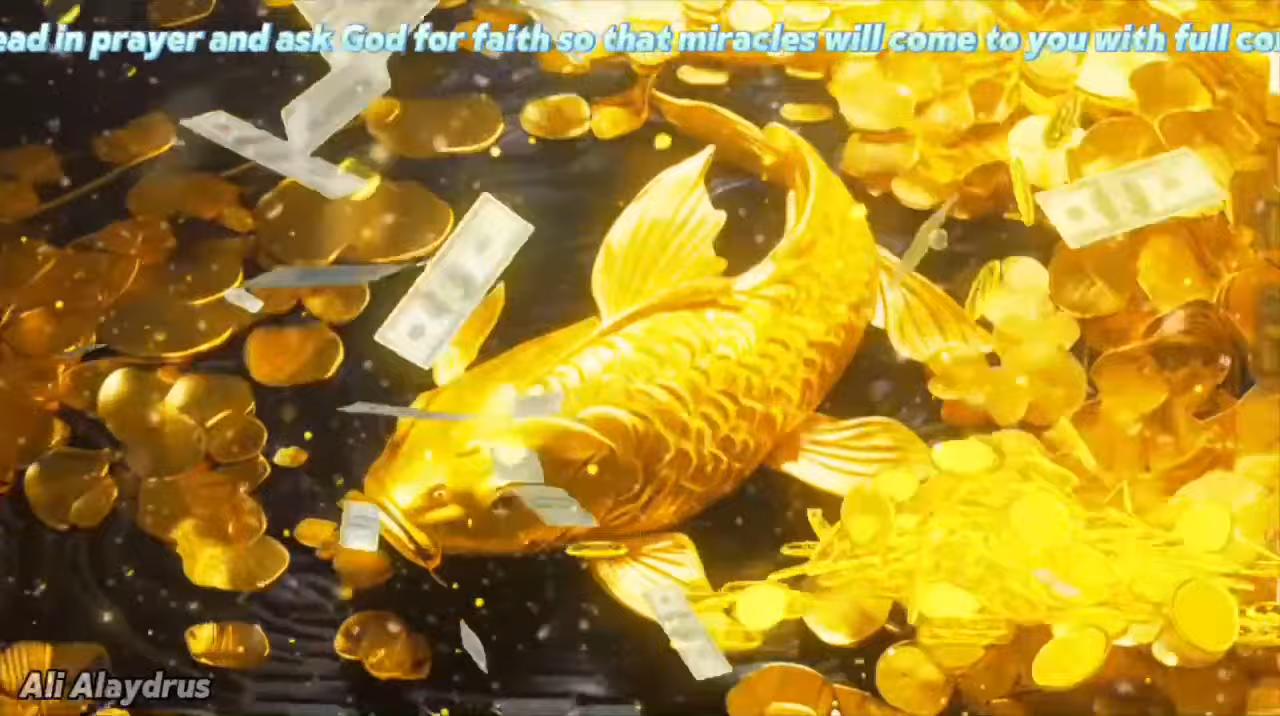 ead in prayer and ask God for faith so that miracles will come to you with full co
Ali Alaydrus